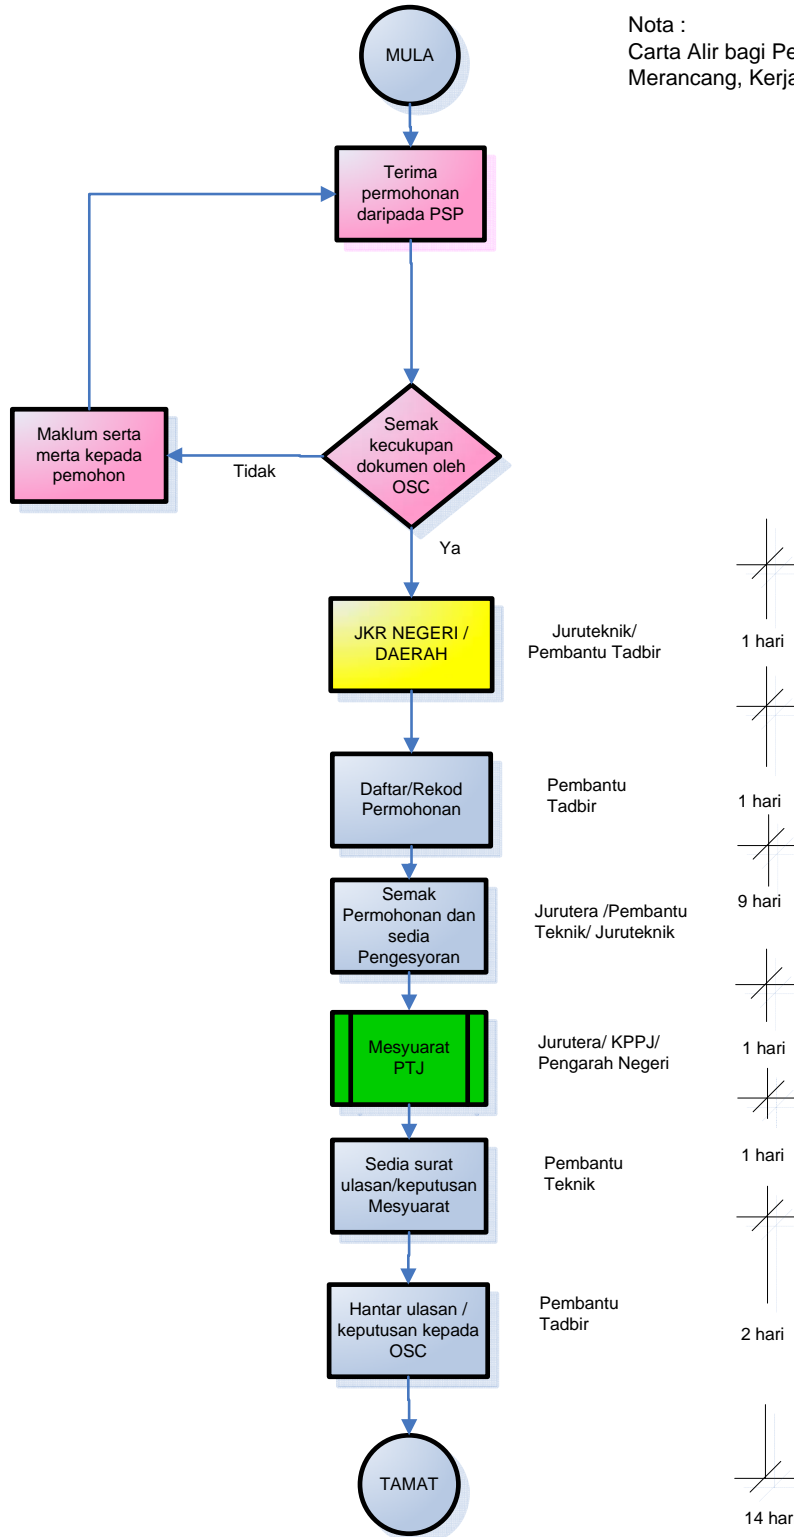 Nota :
Carta Alir bagi
Merancang,
MULA
Terima
permohonan
daripada PSP
Semak
kecukupan
dokumen oleh
OSC
Maklum serta
merta kepada
pemohon
Tidak
Ya
JKR NEGERI /
DAERAH
Juruteknik/
Pembantu Tadbir
1 hari
Daftar/Rekod
Permohonan
Pembantu
Tadbir
1 hari
Semak
Permohonan dan
sedia
Pengesyoran
Jurutera /Pembantu
Teknik/ Juruteknik
9 hari
Mesyuarat
PTJ
Jurutera/ KPPJ/
Pengarah Negeri
1 hari
Sedia surat
ulasan/keputusan
Mesyuarat
Pembantu
Teknik
1 hari
Hantar ulasan /
keputusan kepada
OSC
Pembantu
Tadbir
2 hari
TAMAT
14